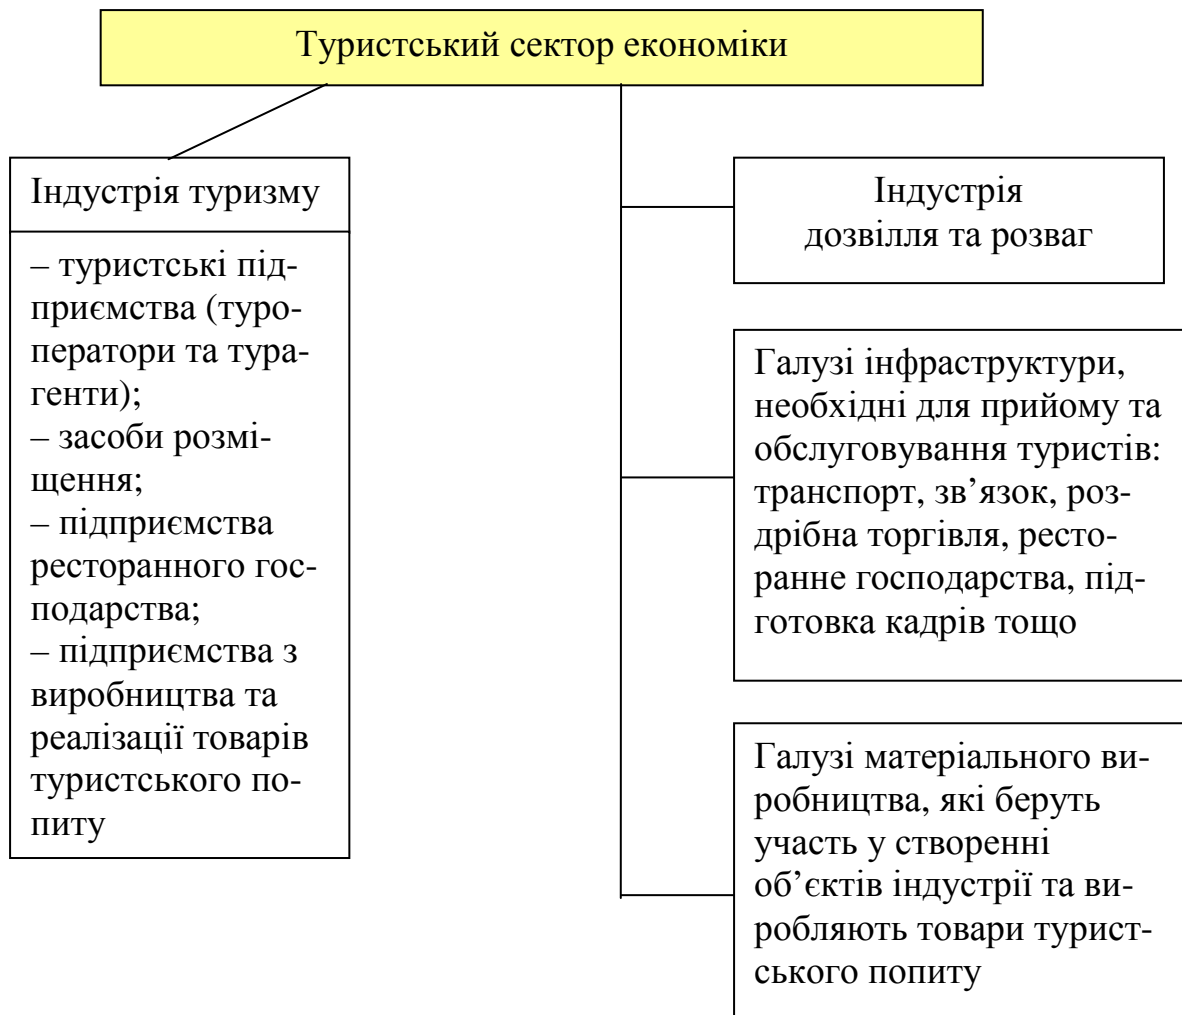 Туристський сектор економіки
Індустрія туризму
– туристські під-
приємства (туро-
ператори та тура-
генти);
– засоби розмі-
щення;
– підприємства
ресторанного гос-
подарства;
– підприємства з
виробництва та
реалізації товарів
туристського по-
питу
Індустрія
дозвілля та розваг
Галузі інфраструктури,
необхідні для прийому та
обслуговування туристів:
транспорт, зв’язок, роз-
дрібна торгівля, ресто-
ранне господарства, під-
готовка кадрів тощо
Галузі матеріального ви-
робництва, які беруть
участь у створенні
об’єктів індустрії та ви-
робляють товари турист-
ського попиту